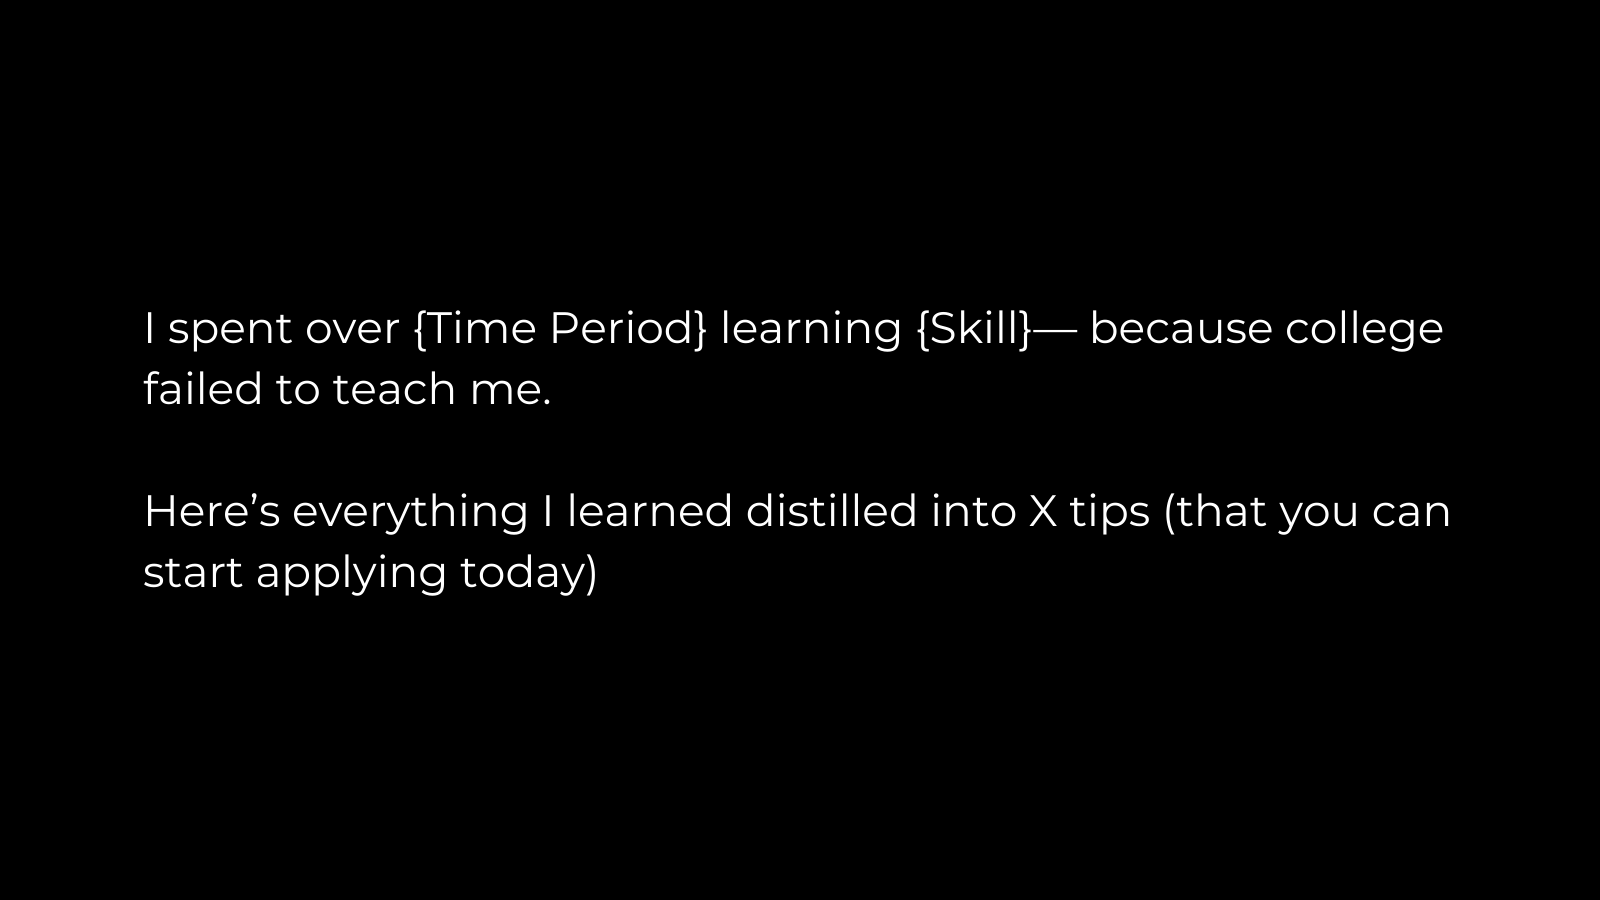 I spent over {Time Period} learning {Skill}— because college
failed to teach me.
Here’s everything I learned distilled into X tips (that you can
start applying today)